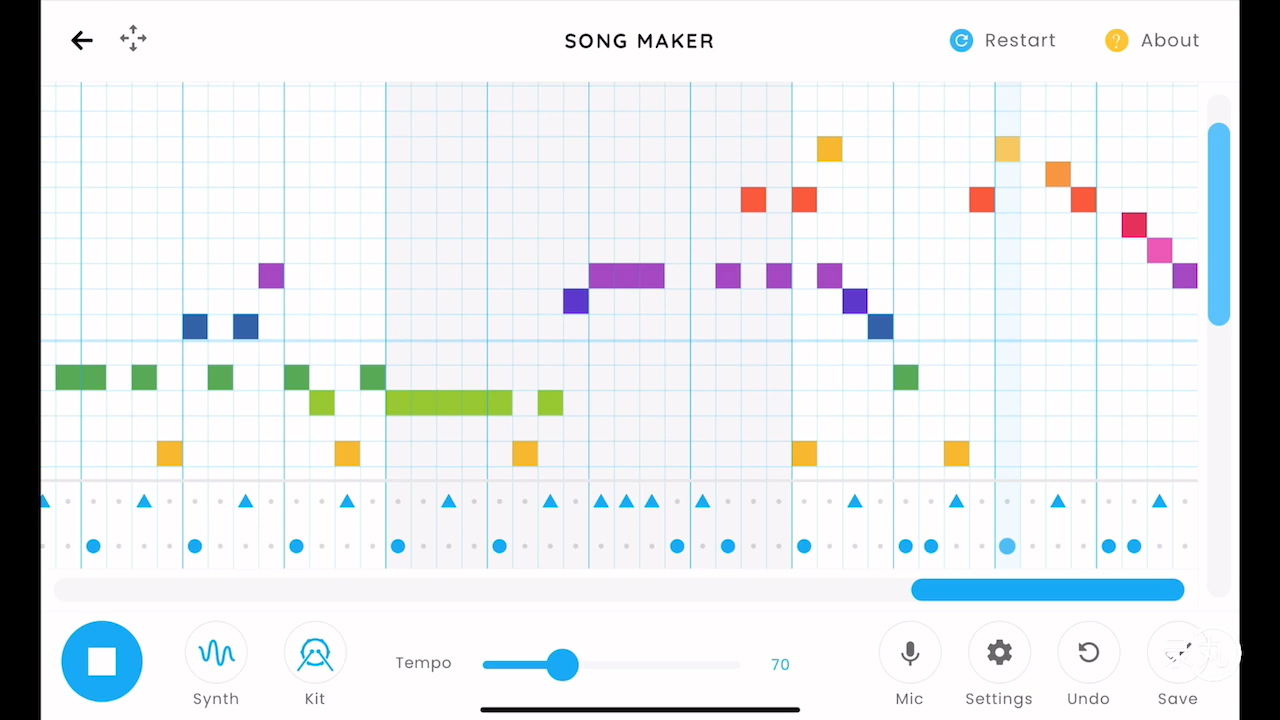 SONG MAKER
Restart
? About
Tempo
70
Synth
Kit
Mic
Settings
Undo
Save